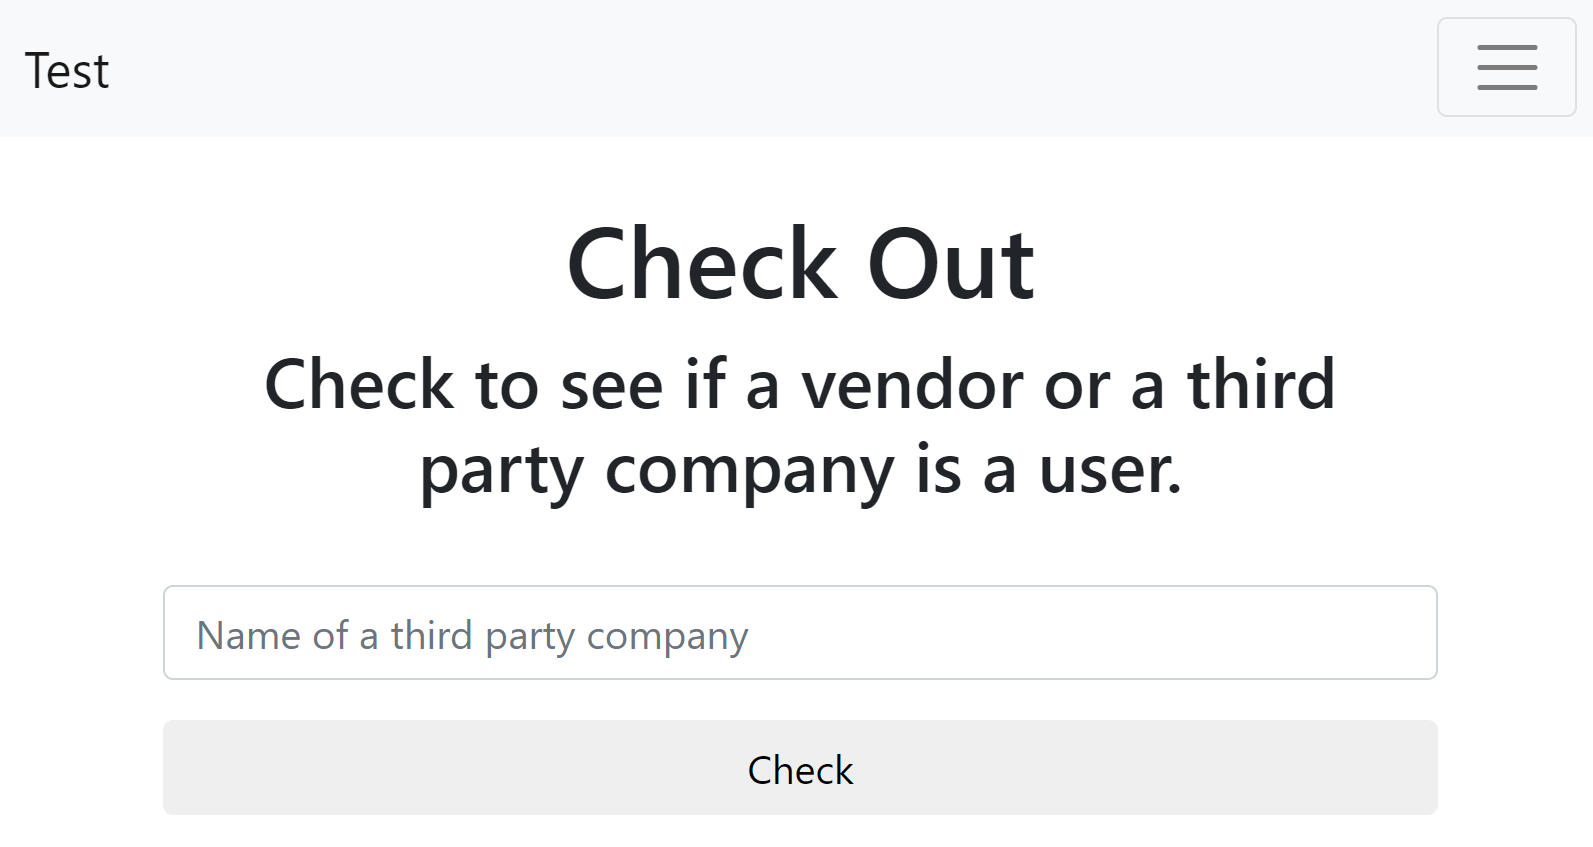 Test
Check Out
Check to see if a vendor or a third
party company is a user.
Name of a third party company
Check